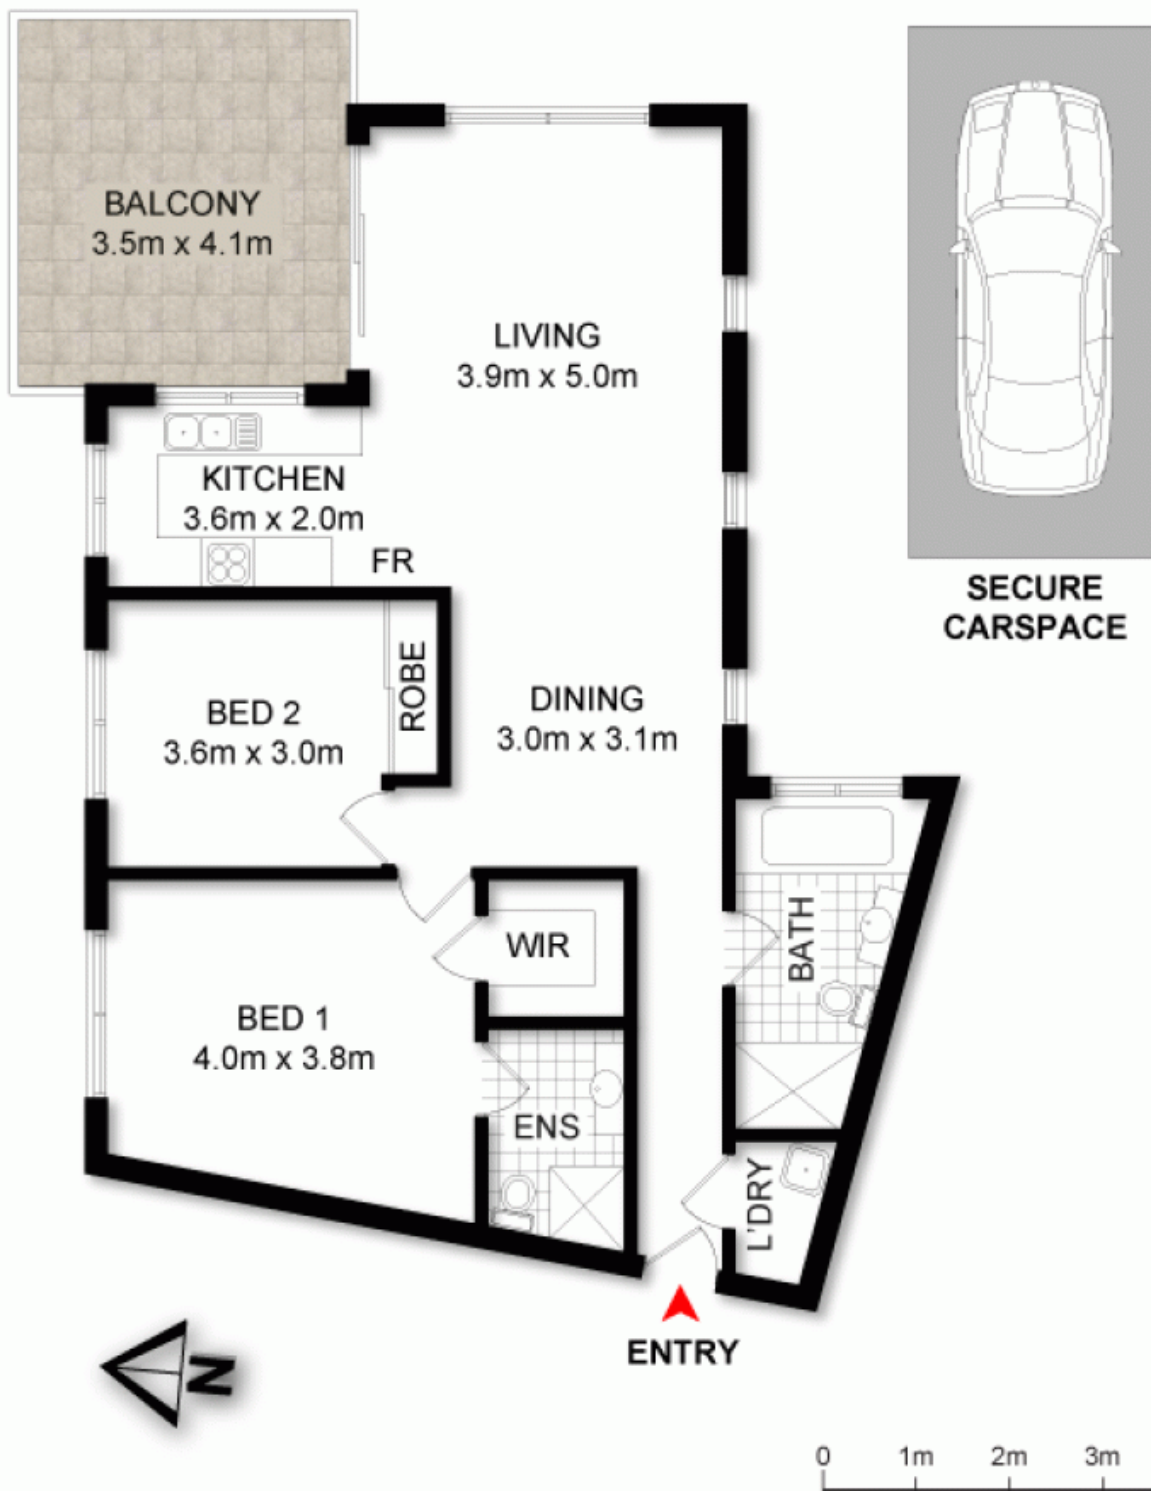 BALCONY
3.5m x 4.1m
LIVING
3.9m x 5.0m
KITCHEN
3.6m x 2.0m
FR
SECURE
CARSPACE
BED 2
3.6m x 3.0m
ROBE
DINING
3.0m x 3.1m
WIR
BATH
BED 1
4.0m x 3.8m
ENS
L'DRY
ENTRY
N
0 1m 2m 3m